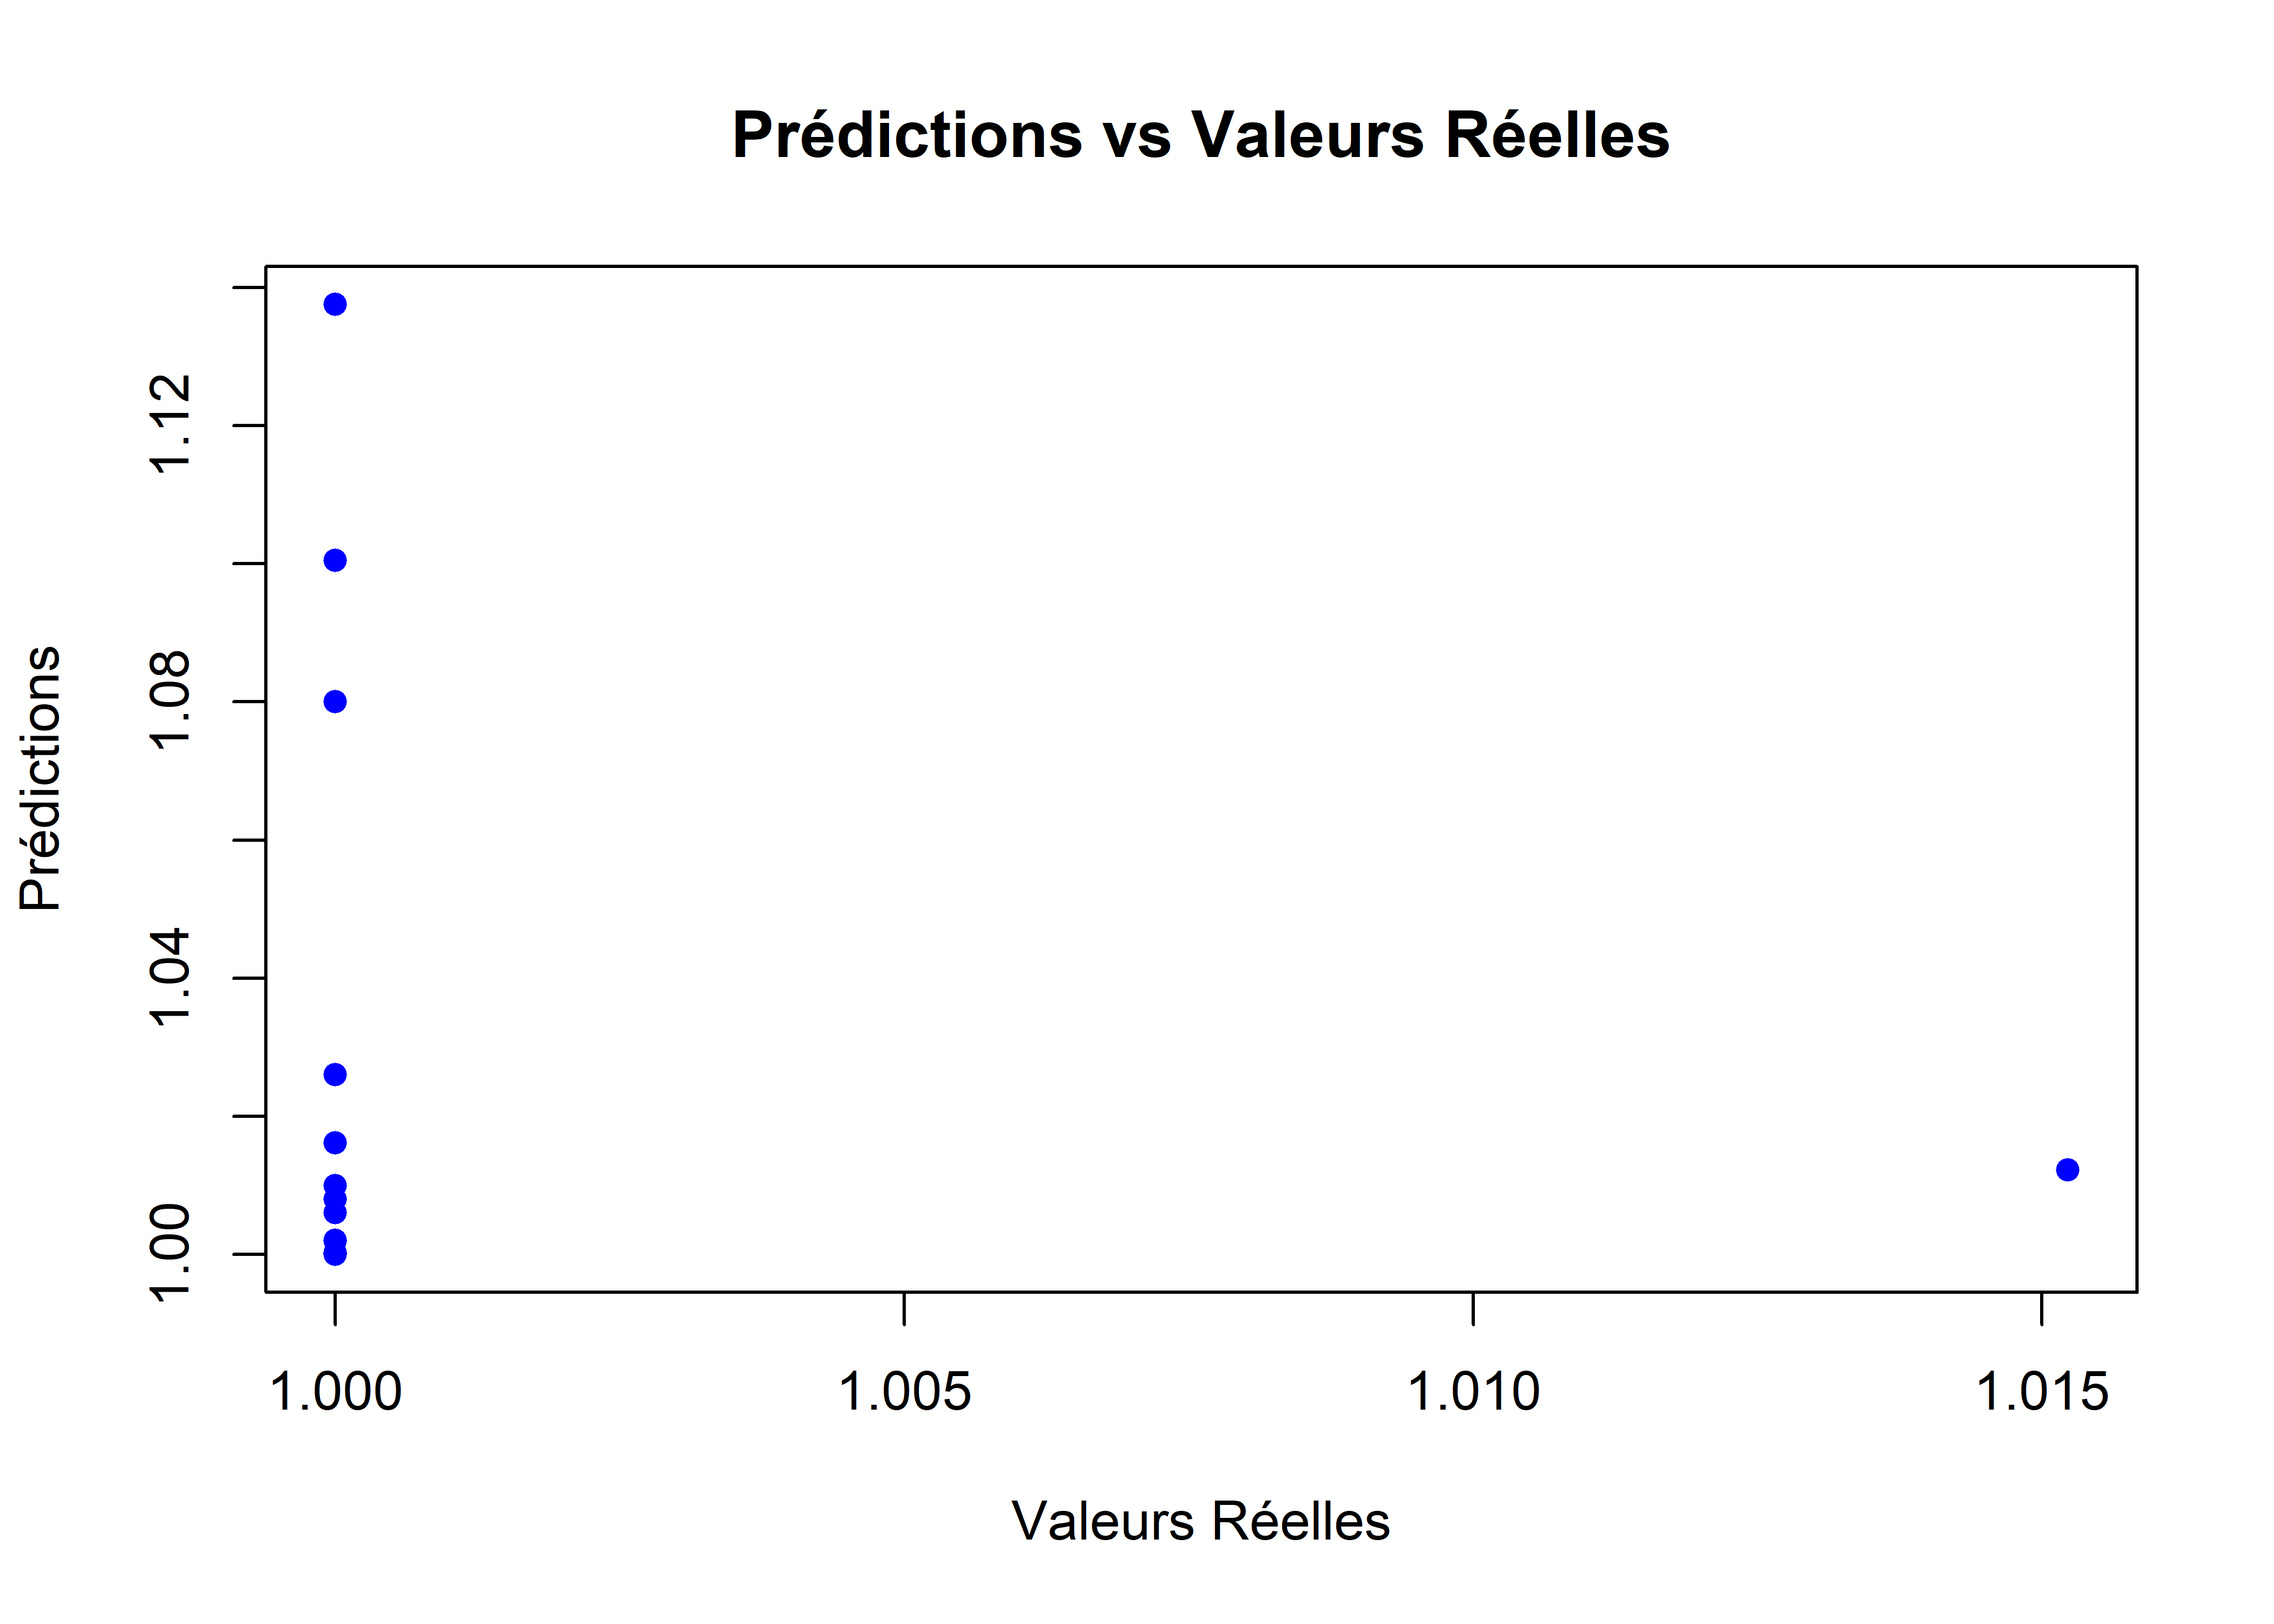 Prédictions vs Valeurs Réelles
Prédictions
1.12
1.08
1.04
1.00
1.000 1.005 1.010 1.015
Valeurs Réelles